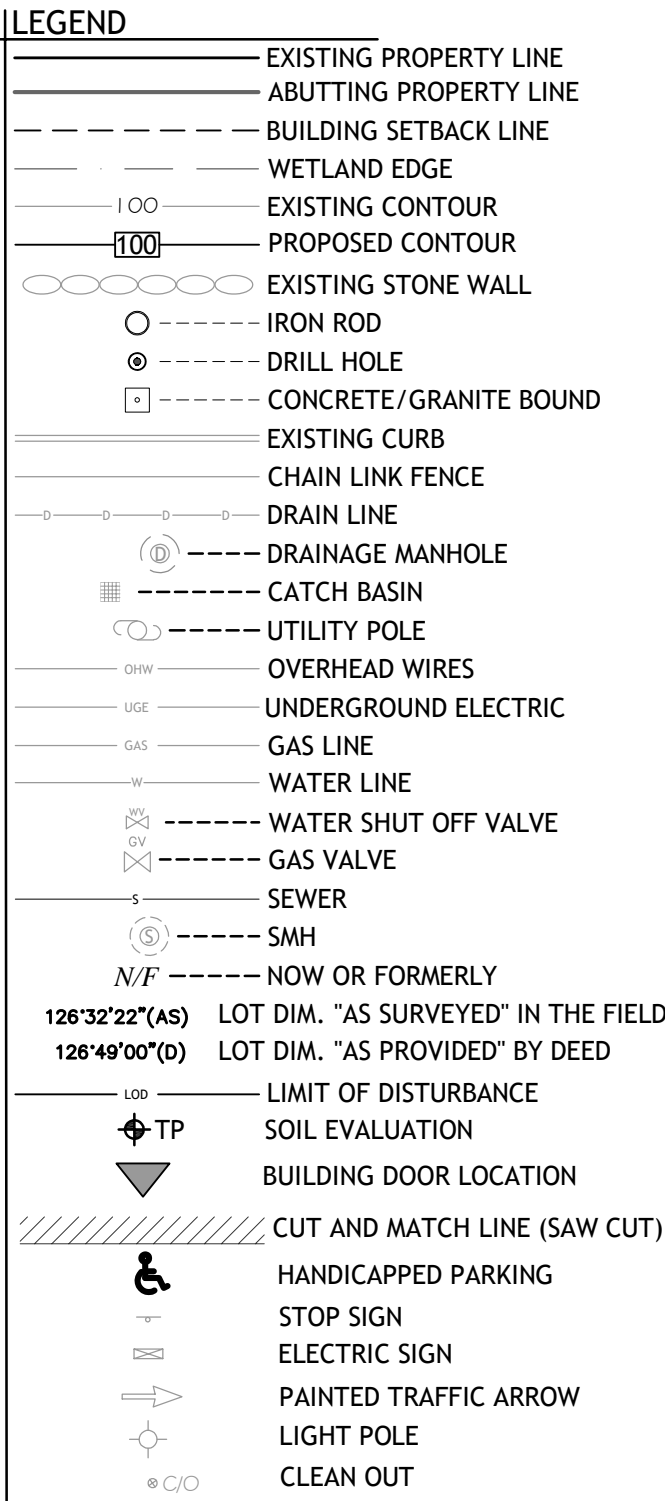 LEGEND
EXISTING PROPERTY LINE
ABUTTING PROPERTY LINE
BUILDING SETBACK LINE
WETLAND EDGE
100 EXISTING CONTOUR
100 PROPOSED CONTOUR
EXISTING STONE WALL
IRON ROD
DRILL HOLE
CONCRETE/GRANITE BOUND
EXISTING CURB
CHAIN LINK FENCE
D D D D DRAIN LINE
D DRAINAGE MANHOLE
CATCH BASIN
UTILITY POLE
OHW OVERHEAD WIRES
UGE UNDERGROUND ELECTRIC
GAS GAS LINE
W WATER LINE
WV WATER SHUT OFF VALVE
GV GAS VALVE
S SEWER
S SMH
N/F NOW OR FORMERLY
126°32'22"(AS) LOT DIM. "AS SURVEYED" IN THE FIELD
126°49'00"(D) LOT DIM. "AS PROVIDED" BY DEED
LOD LIMIT OF DISTURBANCE
TP SOIL EVALUATION
BUILDING DOOR LOCATION
CUT AND MATCH LINE (SAW CUT)
HANDICAPPED PARKING
STOP SIGN
ELECTRIC SIGN
PAINTED TRAFFIC ARROW
LIGHT POLE
C/O CLEAN OUT